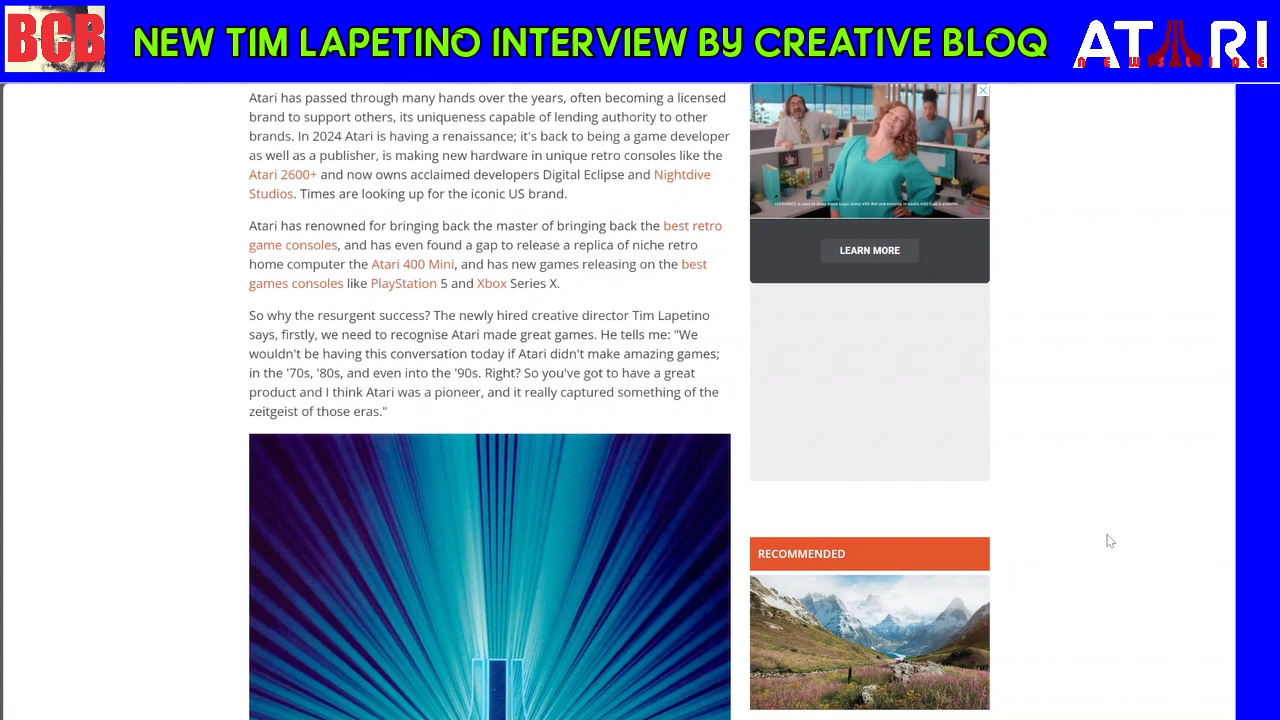 BCB
NEW TIM LAPETINO INTERVIEW BY CREATIVE BLOQ
ATARI
Atari has passed through many hands over the years, often becoming a licensed
brand to support others, its uniqueness capable of lending authority to other
brands. In 2024 Atari is having a renaissance; it's back to being a game developer
as well as a publisher, is making new hardware in unique retro consoles like the
Atari 2600+ and now owns acclaimed developers Digital Eclipse and Nightdive
Studios. Times are looking up for the iconic US brand.
Atari has renowned for bringing back the master of bringing back the best retro
game consoles, and has even found a gap to release a replica of niche retro
home computer the Atari 400 Mini, and has new games releasing on the best
games consoles like PlayStation 5 and Xbox Series X.
So why the resurgent success? The newly hired creative director Tim Lapetino
says, firstly, we need to recognise Atari made great games. He tells me: "We
wouldn't be having this conversation today if Atari didn't make amazing games;
in the '70s, '80s, and even into the '90s. Right? So you've got to have a great
product and I think Atari was a pioneer, and it really captured something of the
zeitgeist of those eras."
LEARN MORE
RECOMMENDED